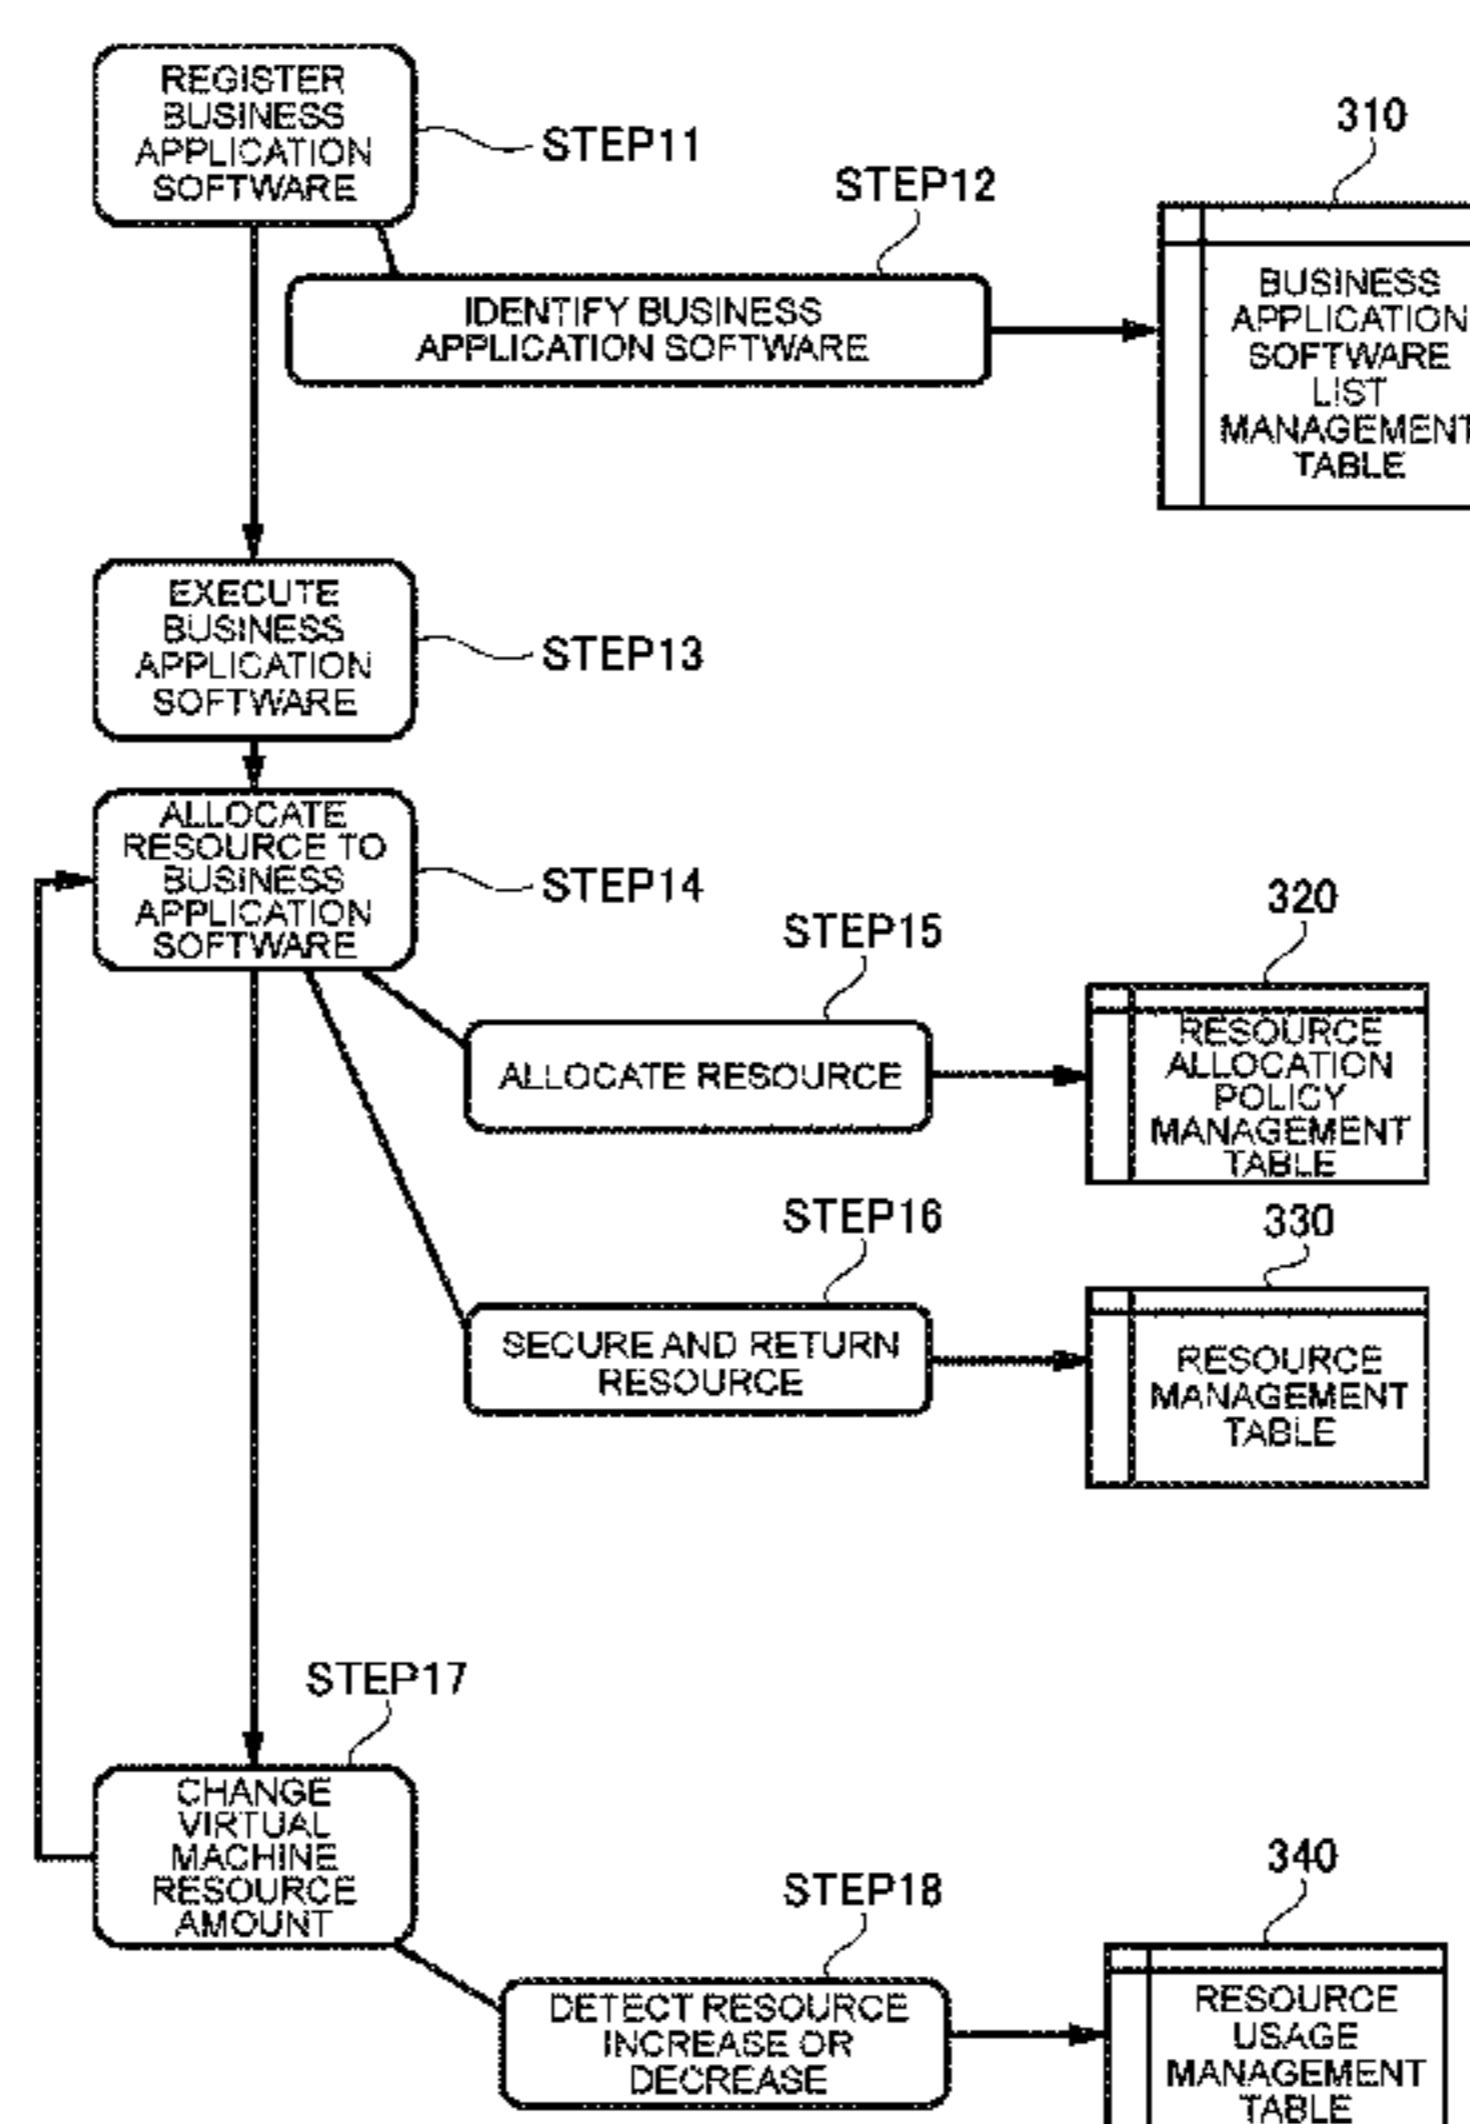 REGISTER
BUSINESS
APPLICATION
SOFTWARE
STEP11
STEP12
310
IDENTIFY BUSINESS
APPLICATION SOFTWARE
BUSINESS
APPLICATION
SOFTWARE
LIST
MANAGEMENT
TABLE
EXECUTE
BUSINESS
APPLICATION
SOFTWARE
STEP13
ALLOCATE
RESOURCE TO
BUSINESS
APPLICATION
SOFTWARE
STEP14
STEP15
320
ALLOCATE RESOURCE
RESOURCE
ALLOCATION
POLICY
MANAGEMENT
TABLE
STEP16
330
SECURE AND RETURN
RESOURCE
RESOURCE
MANAGEMENT
TABLE
STEP17
CHANGE
VIRTUAL
MACHINE
RESOURCE
AMOUNT
STEP18
340
DETECT RESOURCE
INCREASE OR
DECREASE
RESOURCE
USAGE
MANAGEMENT
TABLE